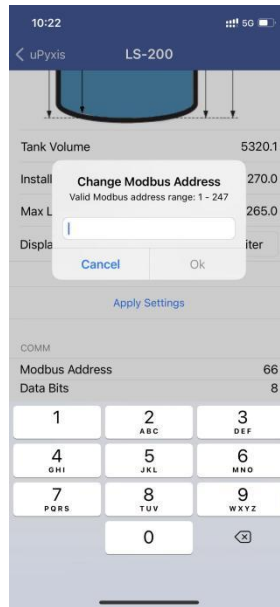 10:22 5G
uPyxis LS-200
Tank Volume 5320.1
Install 270.0
Max L 265.0
Displa iter
Change Modbus Address
Valid Modbus address range: 1 - 247
Cancel Ok
Apply Settings
COMM
Modbus Address 66
Data Bits 8
1 2 3
ABC DEF
4 5 6
GHI JKL MNO
7 8 9
PQRS TUV WXYZ
0